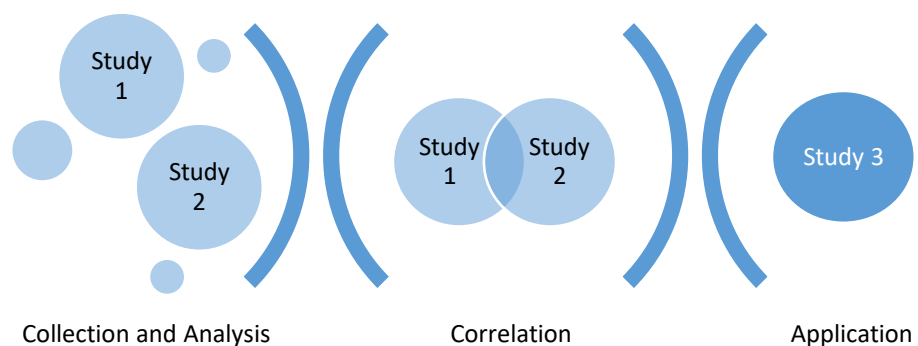 Study
1
Study
2
Study
1
Study
2
Study 3
Collection and Analysis
Correlation
Application